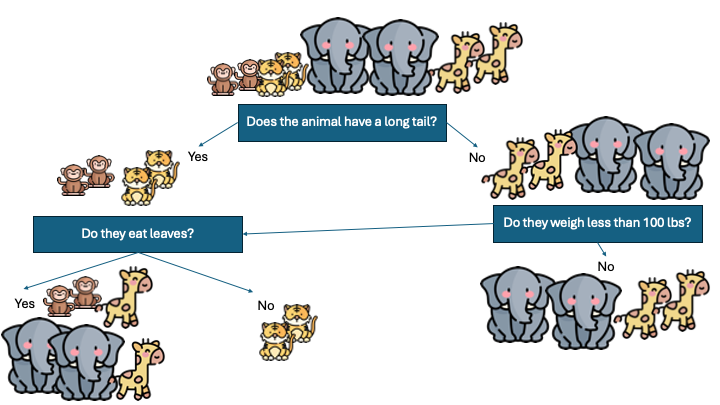 Does the animal have a long tail?
Yes
No
Do they eat leaves?
Do they weigh less than 100 lbs?
No
Yes
No